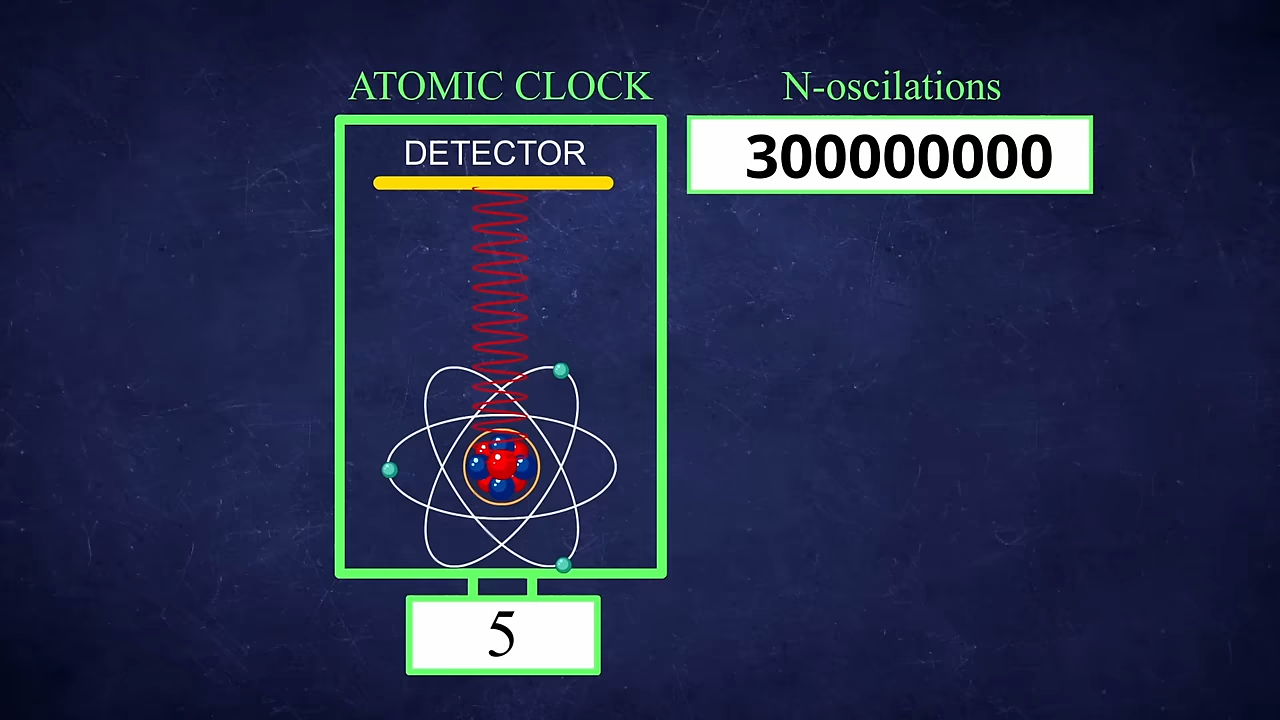 ATOMIC CLOCK
N-oscilations
DETECTOR
300000000
5